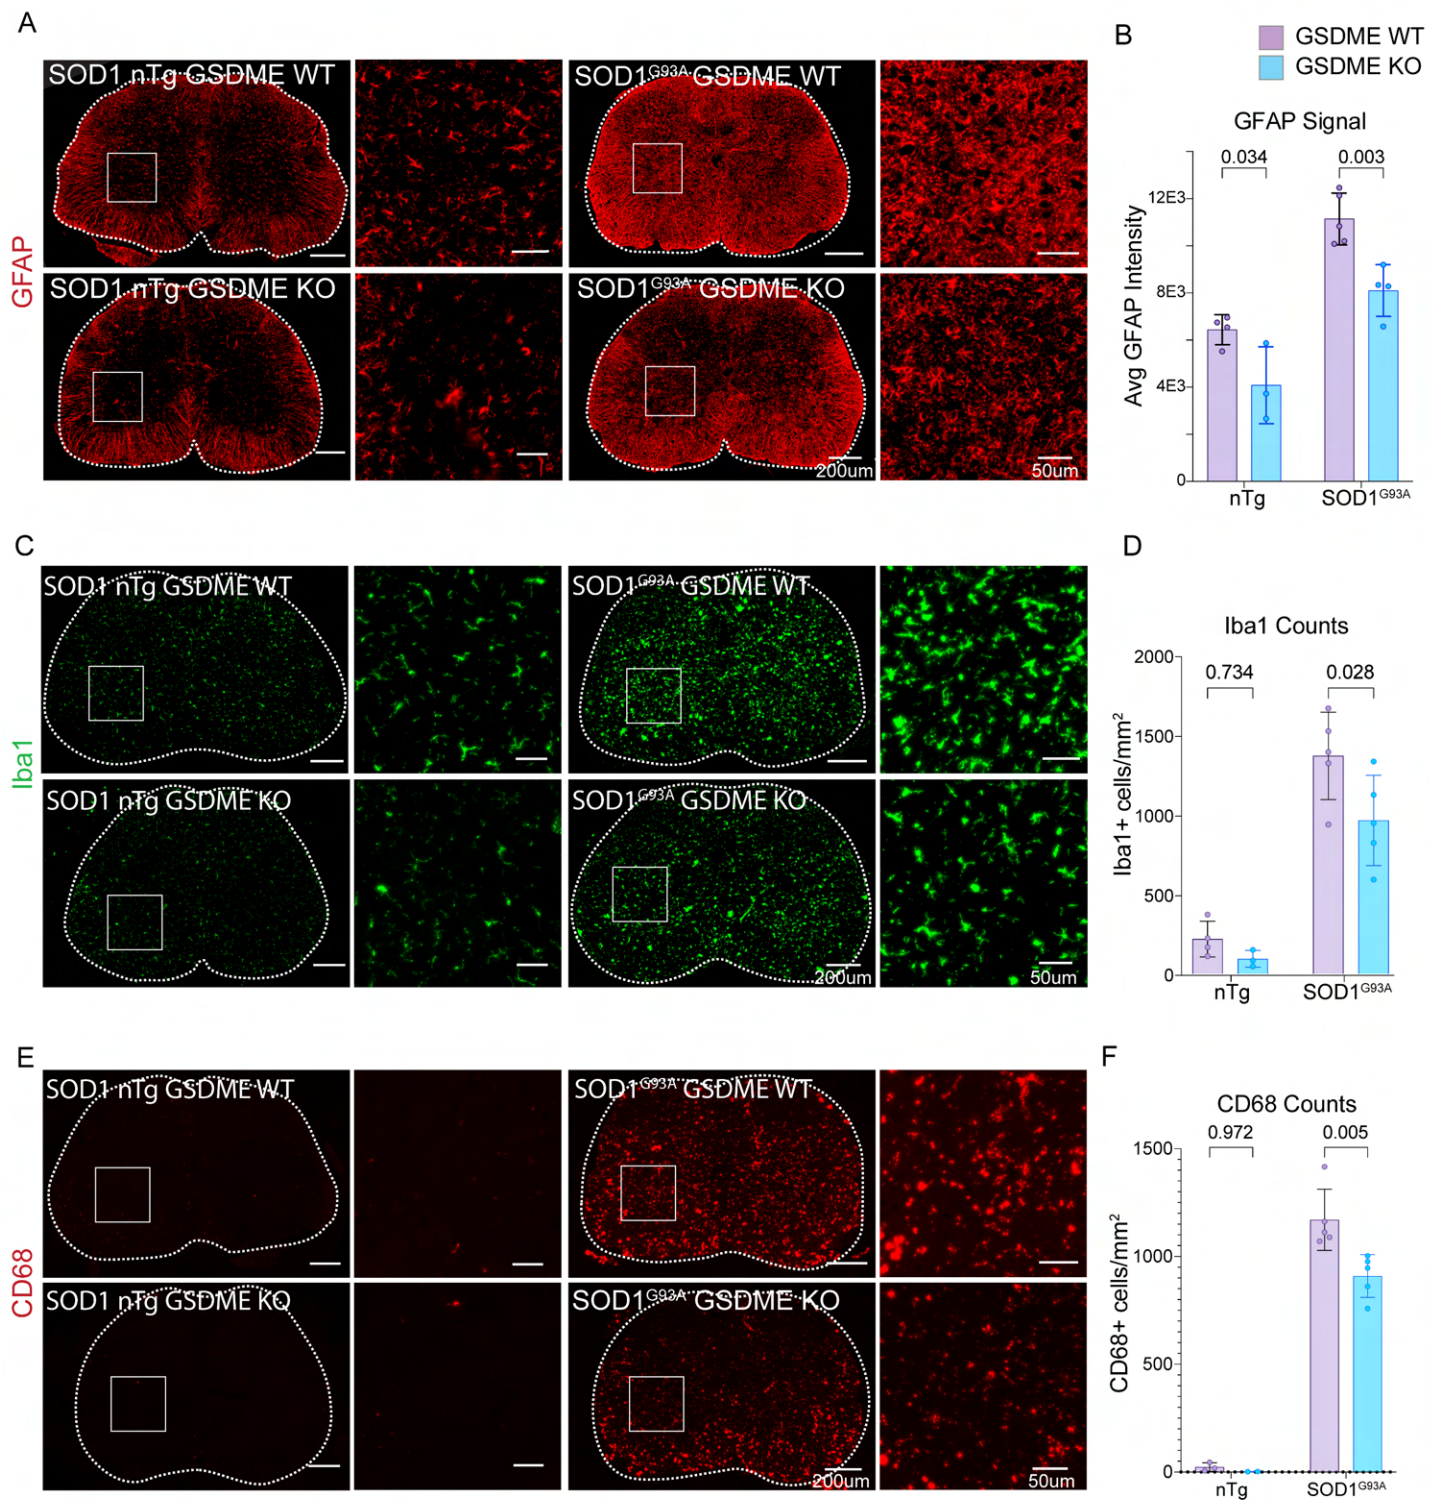 A
SOD1 nTg GSDME WT
SOD1G93A GSDME WT
GFAP
SOD1 nTg GSDME KO
SOD1G93A GSDME KO
200um
50um
B
GSDME WT
GSDME KO
GFAP Signal
0.034
0.003
Avg GFAP Intensity
12E3
8E3
4E3
0
nTg
SOD1G93A
C
SOD1 nTg GSDME WT
SOD1G93A GSDME WT
Iba1
SOD1 nTg GSDME KO
SOD1G93A GSDME KO
200um
50um
D
Iba1 Counts
2000
0.734
0.028
1500
Iba1+ cells/mm2
1000
500
0
nTg
SOD1G93A
E
SOD1 nTg GSDME WT
SOD1G93A GSDME WT
CD68
SOD1 nTg GSDME KO
SOD1G93A GSDME KO
200um
50um
F
CD68 Counts
0.972
0.005
1500
CD68+ cells/mm2
1000
500
0
nTg
SOD1G93A